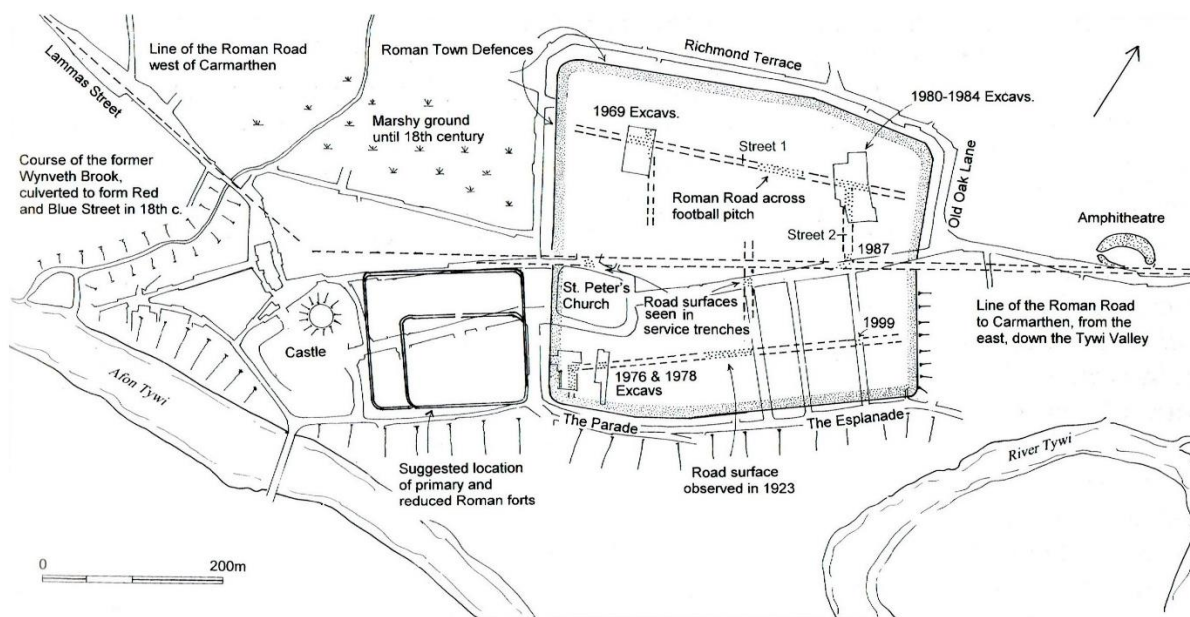 Lammas Street
Line of the Roman Road
west of Carmarthen
Roman Town Defences
Richmond Terrace
1980-1984 Excavs.
1969 Excavs.
Marshy ground
until 18th century
Street 1
Course of the former
Wynveth Brook,
culverted to form Red
and Blue Street in 18th c.
Roman Road across
football pitch
Old Oak Lane
Amphitheatre
Street 2
1987
St. Peter's
Church
Road surfaces
seen in
service trenches
Line of the Roman Road
to Carmarthen, from the
east, down the Tywi Valley
1999
Castle
Afon Tywi
1976 & 1978
Excavs
The Parade
The Esplanade
River Tywi
Suggested location
of primary and
reduced Roman forts
Road surface
observed in 1923
0 200m